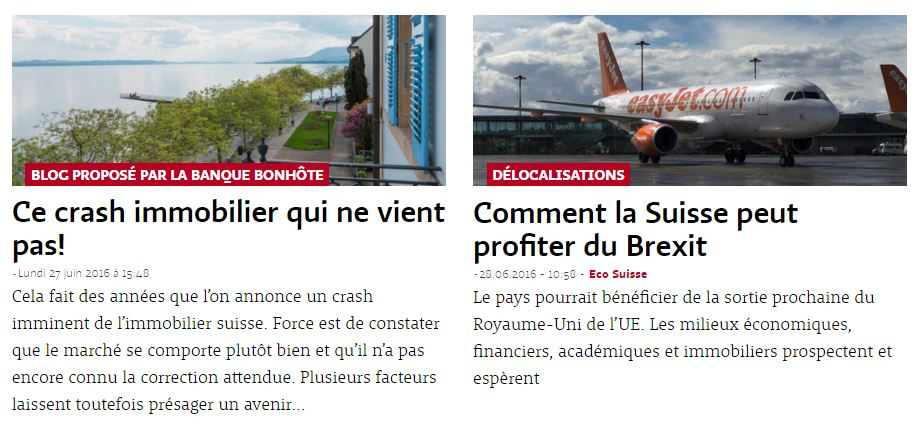 BLOG PROPOSÉ PAR LA BANQUE BONHÔTE
Ce crash immobilier qui ne vient
pas!
- Lundi 27 juin 2016 à 15:48
Cela fait des années que l’on annonce un crash
imminent de l’immobilier suisse. Force est de constater
que le marché se comporte plutôt bien et qu’il n’a pas
encore connu la correction attendue. Plusieurs facteurs
laissent toutefois présager un avenir...
easyJet.com
easyJet
DÉLOCALISATIONS
Comment la Suisse peut
profiter du Brexit
- 28.06.2016 - 10:58 - Eco Suisse
Le pays pourrait bénéficier de la sortie prochaine du
Royaume-Uni de l’UE. Les milieux économiques,
financiers, académiques et immobiliers prospectent et
espèrent